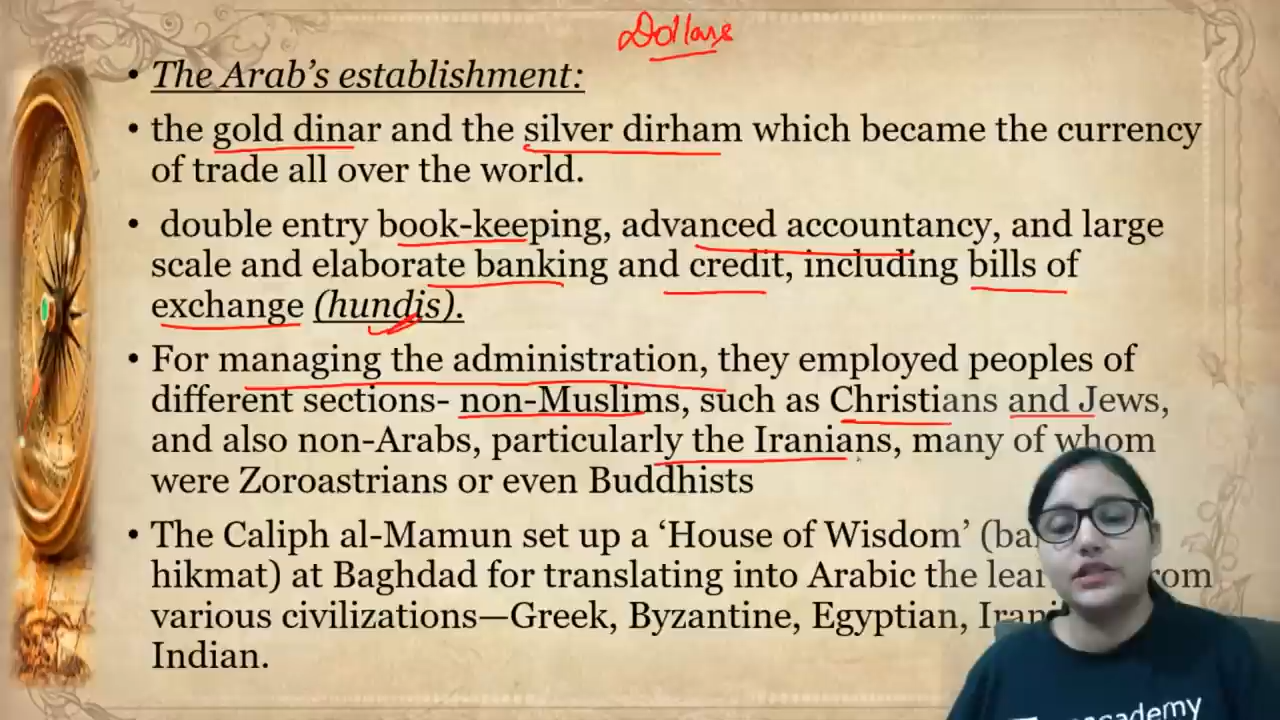 Dollars
• The Arab's establishment:
• the gold dinar and the silver dirham which became the currency
of trade all over the world.
• double entry book-keeping, advanced accountancy, and large
scale and elaborate banking and credit, including bills of
exchange (hundis).
• For managing the administration, they employed peoples of
different sections- non-Muslims, such as Christians and Jews,
and also non-Arabs, particularly the Iranians, many of whom
were Zoroastrians or even Buddhists
• The Caliph al-Mamun set up a ‘House of Wisdom’ (
hikmat) at Baghdad for translating into Arabic the
various civilizations—Greek, Byzantine, Egyptian,
Indian.